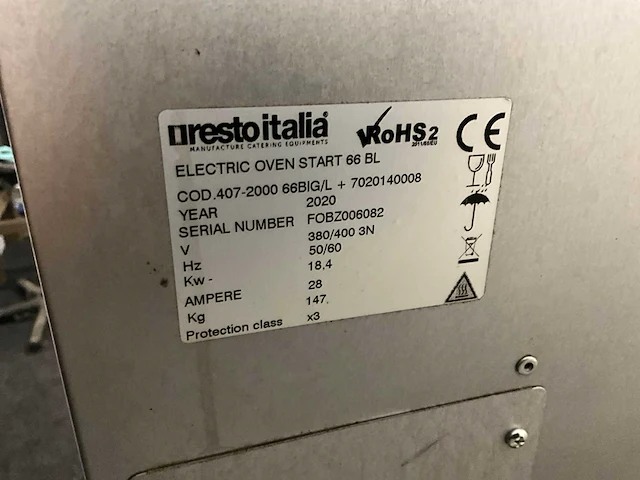 restoitalia®
MANUFACTURE CATERING EQUIPMENTS
RoHS 2
2011/65/EU
CE
ELECTRIC OVEN START 66 BL
COD.407-2000 66BIG/L + 7020140008
YEAR 2020
SERIAL NUMBER FOBZ006082
V 380/400 3N
Hz 50/60
Kw - 18,4
AMPERE 28
Kg 147,
Protection class x3